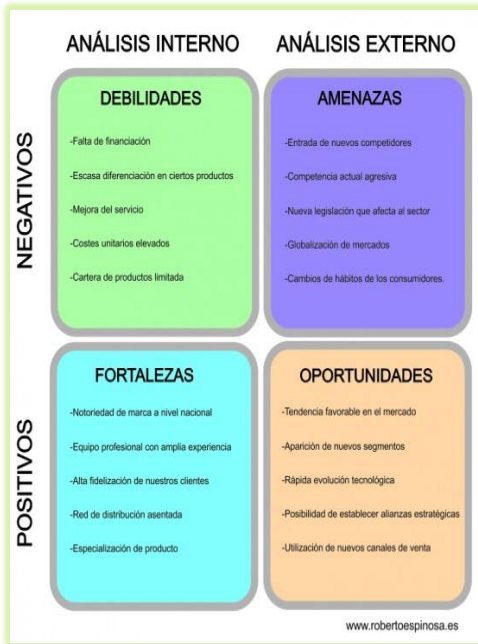 ANÁLISIS INTERNO
ANÁLISIS EXTERNO
NEGATIVOS
DEBILIDADES
-Falta de financiación
-Escasa diferenciación en ciertos productos
-Mejora del servicio
-Costes unitarios elevados
-Cartera de productos limitada
AMENAZAS
-Entrada de nuevos competidores
-Competencia actual agresiva
-Nueva legislación que afecta al sector
-Globalización de mercados
-Cambios de hábitos de los consumidores.
POSITIVOS
FORTALEZAS
-Notoriedad de marca a nivel nacional
-Equipo profesional con amplia experiencia
-Alta fidelización de nuestros clientes
-Red de distribución asentada
-Especialización de producto
OPORTUNIDADES
-Tendencia favorable en el mercado
-Aparición de nuevos segmentos
-Rápida evolución tecnológica
-Posibilidad de establecer alianzas estratégicas
-Utilización de nuevos canales de venta
www.robertoespinosa.es